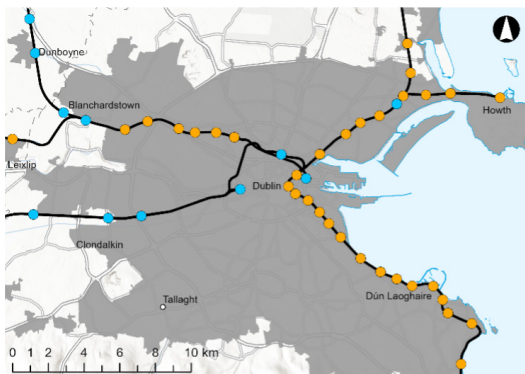 Dunboyne
Blanchardstown
Howth
Leixlip
Dublin
Clondalkin
Dún Laoghaire
Tallaght
0 1 2 4 6 8 10 km